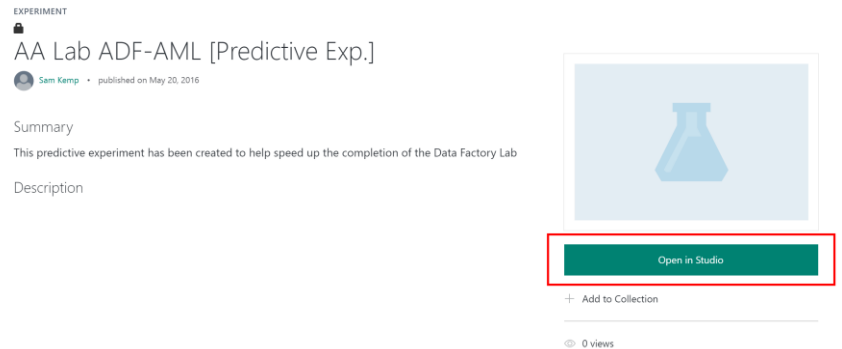 EXPERIMENT
AA Lab ADF-AML [Predictive Exp.]
Sam Kemp • published on May 20, 2016
Summary
This predictive experiment has been created to help speed up the completion of the Data Factory Lab
Description
Open in Studio
Add to Collection
0 views